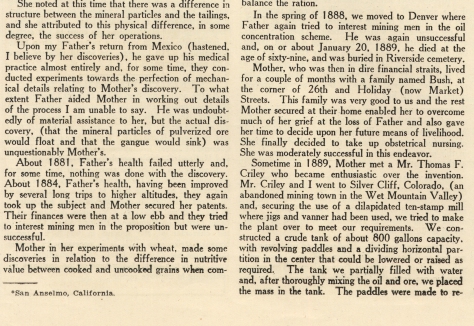 She noted at this time that there was a difference in
structure between the mineral particles and the tailings,
and she attributed to this physical difference, in some
degree, the success of her operations.
Upon my Father's return from Mexico (hastened,
I believe by her discoveries), he gave up his medical
practice almost entirely and, for some time, they con-
ducted experiments towards the perfection of mechan-
ical details relating to Mother's discovery. To what
extent Father aided Mother in working out details
of the process I am unable to say. He was undoubt-
edly of material assistance to her, but the actual dis-
covery, (that the mineral particles of pulverized ore
would float and that the gangue would sink) was
unquestionably Mother's.
About 1881, Father's health failed utterly and,
for some time, nothing was done with the discovery.
About 1884, Father's health, having been improved
by several long trips to higher altitudes, they again
took up the subject and Mother secured her patents.
Their finances were then at a low ebb and they tried
to interest mining men in the proposition but were un-
successful.
Mother in her experiments with wheat, made some
discoveries in relation to the difference in nutritive
value between cooked and uncooked grains when com-
*San Anselmo, California.
balance the ration.
In the spring of 1888, we moved to Denver where
Father again tried to interest mining men in the oil
concentration scheme. He was again unsuccessful
and, on or about January 20, 1889, he died at the
age of sixty-nine, and was buried in Riverside cemetery.
Mother, who was then in dire financial straits, lived
for a couple of months with a family named Bush, at
the corner of 26th and Holiday (now Market)
Streets. This family was very good to us and the rest
Mother secured at their home enabled her to overcome
much of her grief at the loss of Father and also gave
her time to decide upon her future means of livelihood.
She finally decided to take up obstetrical nursing.
She was moderately successful in this endeavor.
Sometime in 1889, Mother met a Mr. Thomas F.
Criley who became enthusiastic over the invention.
Mr. Criley and I went to Silver Cliff, Colorado, (an
abandoned mining town in the Wet Mountain Valley)
and, securing the use of a dilapidated ten-stamp mill
where jigs and vanner had been used, we tried to make
the plant over to meet our requirements. We con-
structed a crude tank of about 800 gallons capacity,
with revolving paddles and a dividing horizontal par-
tition in the center that could be lowered or raised as
required. The tank we partially filled with water
and, after thoroughly mixing the oil and ore, we placed
the mass in the tank. The paddles were made to re-